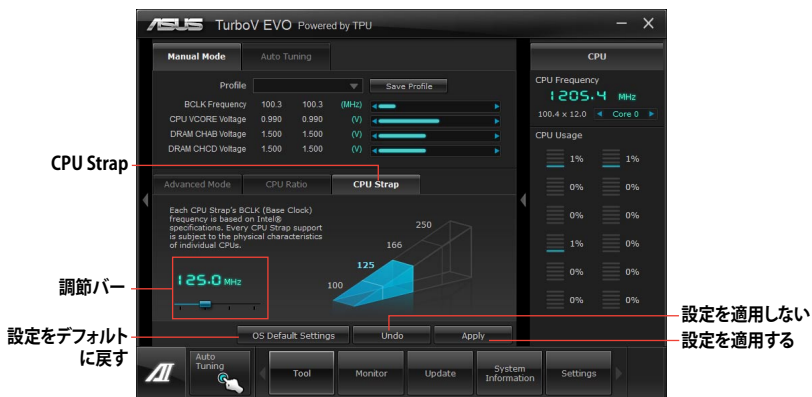 ASUS TurboV EVO Powered by TPU
Manual Mode Auto Tuning
Profile Save Profile
BCLK Frequency 100.3 100.3 (MHz)
CPU VCORE Voltage 0.990 0.990 (V)
DRAM CHAB Voltage 1.500 1.500 (V)
DRAM CHCD Voltage 1.500 1.500 (V)
CPU Strap
Advanced Mode CPU Ratio CPU Strap
Each CPU Strap's BCLK (Base Clock)
frequency is based on Intel®
specifications. Every CPU Strap support
is subject to the physical characteristics
of individual CPUs.
250
166
125
100
調節バー
125.0 MHz
設定をデフォルト
に戻す
OS Default Settings Undo Apply
設定を適用しない
設定を適用する
Auto
Tuning
Tool Monitor Update System
Information Settings
CPU
CPU Frequency
1205.4 MHz
100.4 x 12.0 Core 0
CPU Usage
1% 1%
0% 0%
0% 0%
1% 0%
0% 0%
0% 0%